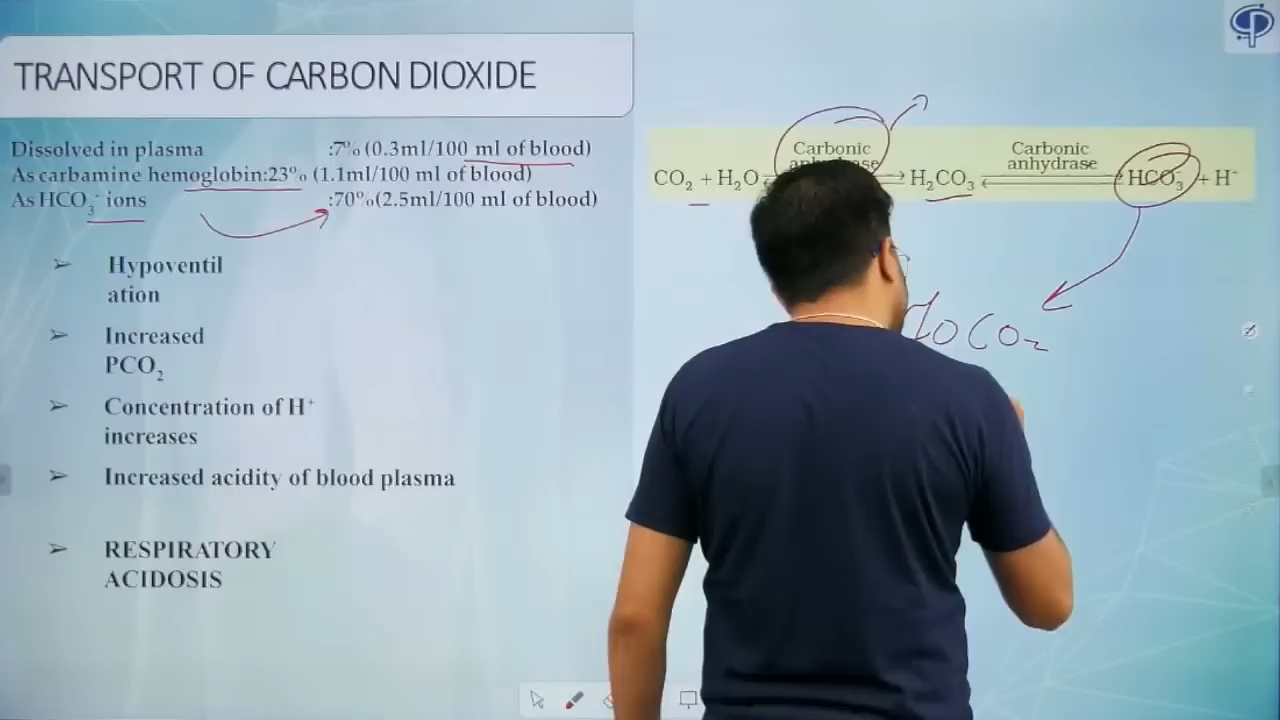 TRANSPORT OF CARBON DIOXIDE
Dissolved in plasma :7% (0.3ml/100 ml of blood)
As carbamine hemoglobin:23% (1.1ml/100 ml of blood)
As HCO₃⁻ ions :70%(2.5ml/100 ml of blood)
➢ Hypoventil
ation
➢ Increased
PCO₂
➢ Concentration of H⁺
increases
➢ Increased acidity of blood plasma
➢ RESPIRATORY
ACIDOSIS
Carbonic
anhydrase
Carbonic
anhydrase
CO₂ + H₂O ⇌ H₂CO₃ ⇌ HCO₃⁻ + H⁺
CO₂